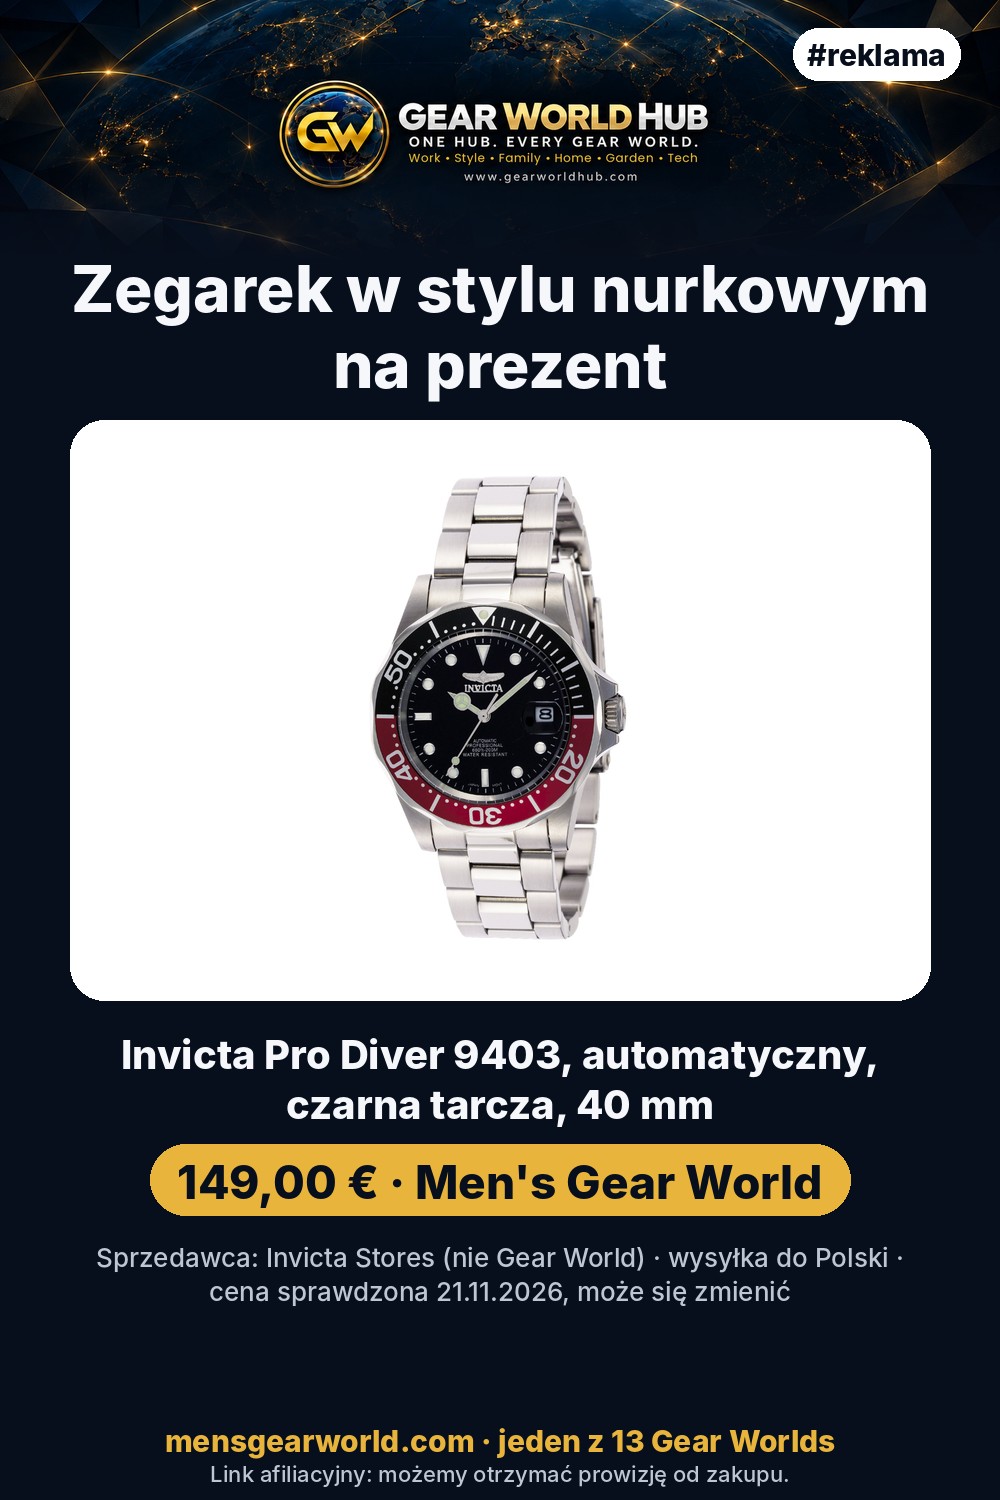 #reklama
GW
GEAR WORLD HUB
ONE HUB. EVERY GEAR WORLD.
Work • Style • Family • Home • Garden • Tech
www.gearworldhub.com
Zegarek w stylu nurkowym
na prezent
50
INVICTA
8
AUTOMATIC
PROFESSIONAL
WATER RESISTANT
40
20
30
Invicta Pro Diver 9403, automatyczny,
czarna tarcza, 40 mm
149,00 € · Men's Gear World
Sprzedawca: Invicta Stores (nie Gear World) · wysyłka do Polski ·
cena sprawdzona 21.11.2026, może się zmienić
mensgearworld.com · jeden z 13 Gear Worlds
Link afiliacyjny: możemy otrzymać prowizję od zakupu.